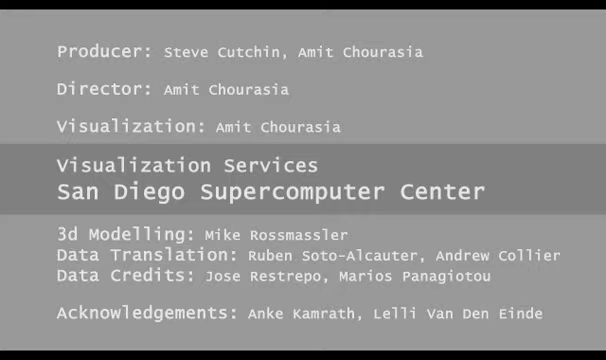 Producer: Steve Cutchin, Amit Chourasia
Director: Amit Chourasia
Visualization: Amit Chourasia
Visualization Services
San Diego Supercomputer Center
3d Modelling: Mike Rossmassler
Data Translation: Ruben Soto-Alcauter, Andrew Collier
Data Credits: Jose Restrepo, Marios Panagiotou
Acknowledgements: Anke Kamrath, Lelli Van Den Einde